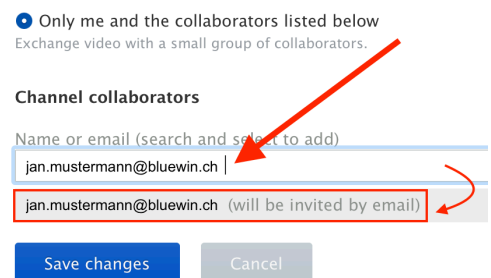 Only me and the collaborators listed below
Exchange video with a small group of collaborators.
Channel collaborators
Name or email (search and select to add)
jan.mustermann@bluewin.ch
jan.mustermann@bluewin.ch (will be invited by email)
Save changes
Cancel